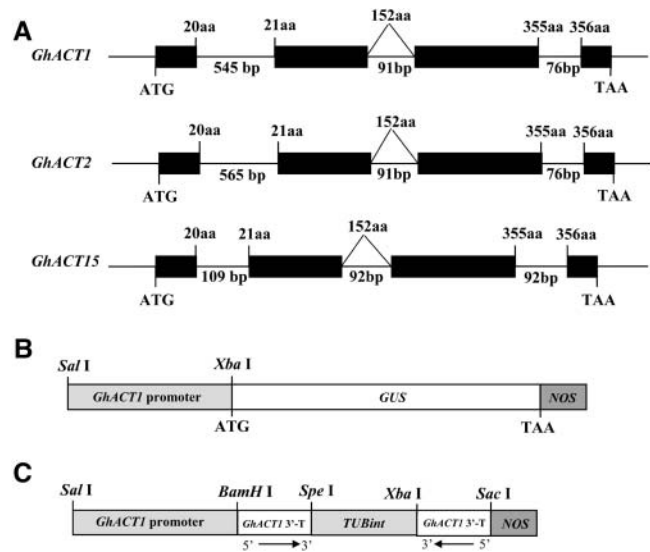 A
152aa
20aa 21aa 355aa 356aa
GhACT1
545 bp 91bp 76bp
ATG TAA
152aa
20aa 21aa 355aa 356aa
GhACT2
565 bp 91bp 76bp
ATG TAA
152aa
20aa 21aa 355aa 356aa
GhACT15
109 bp 92bp 92bp
ATG TAA
B
Sal I Xba I
GhACT1 promoter GUS NOS
ATG TAA
C
Sal I BamH I Spe I Xba I Sac I
GhACT1 promoter GhACT1 3'-T TUBint GhACT1 3'-T NOS
5' 3' 3' 5'